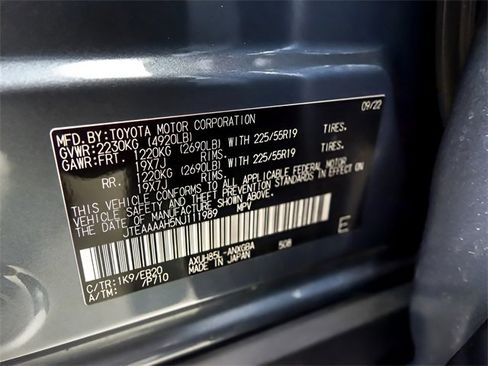 MFD. BY: TOYOTA MOTOR CORPORATION 09/22
GVWR: 2230KG (4920LB)
GAWR: FRT. 1220KG (2690LB) WITH 225/55R19 TIRES.
19X7J RIMS.
RR. 1220KG (2690LB) WITH 225/55R19 TIRES.
19X7J RIMS.
THIS VEHICLE CONFORMS TO ALL APPLICABLE FEDERAL MOTOR
VEHICLE SAFETY AND THEFT PREVENTION STANDARDS IN EFFECT ON
THE DATE OF MANUFACTURE SHOWN ABOVE.
JTEAAAAH5NJ111989 MPV
E
AXUH85L-ANXGBA 508
C/TR: 1K9/EB20 MADE IN JAPAN
A/TM: /P710